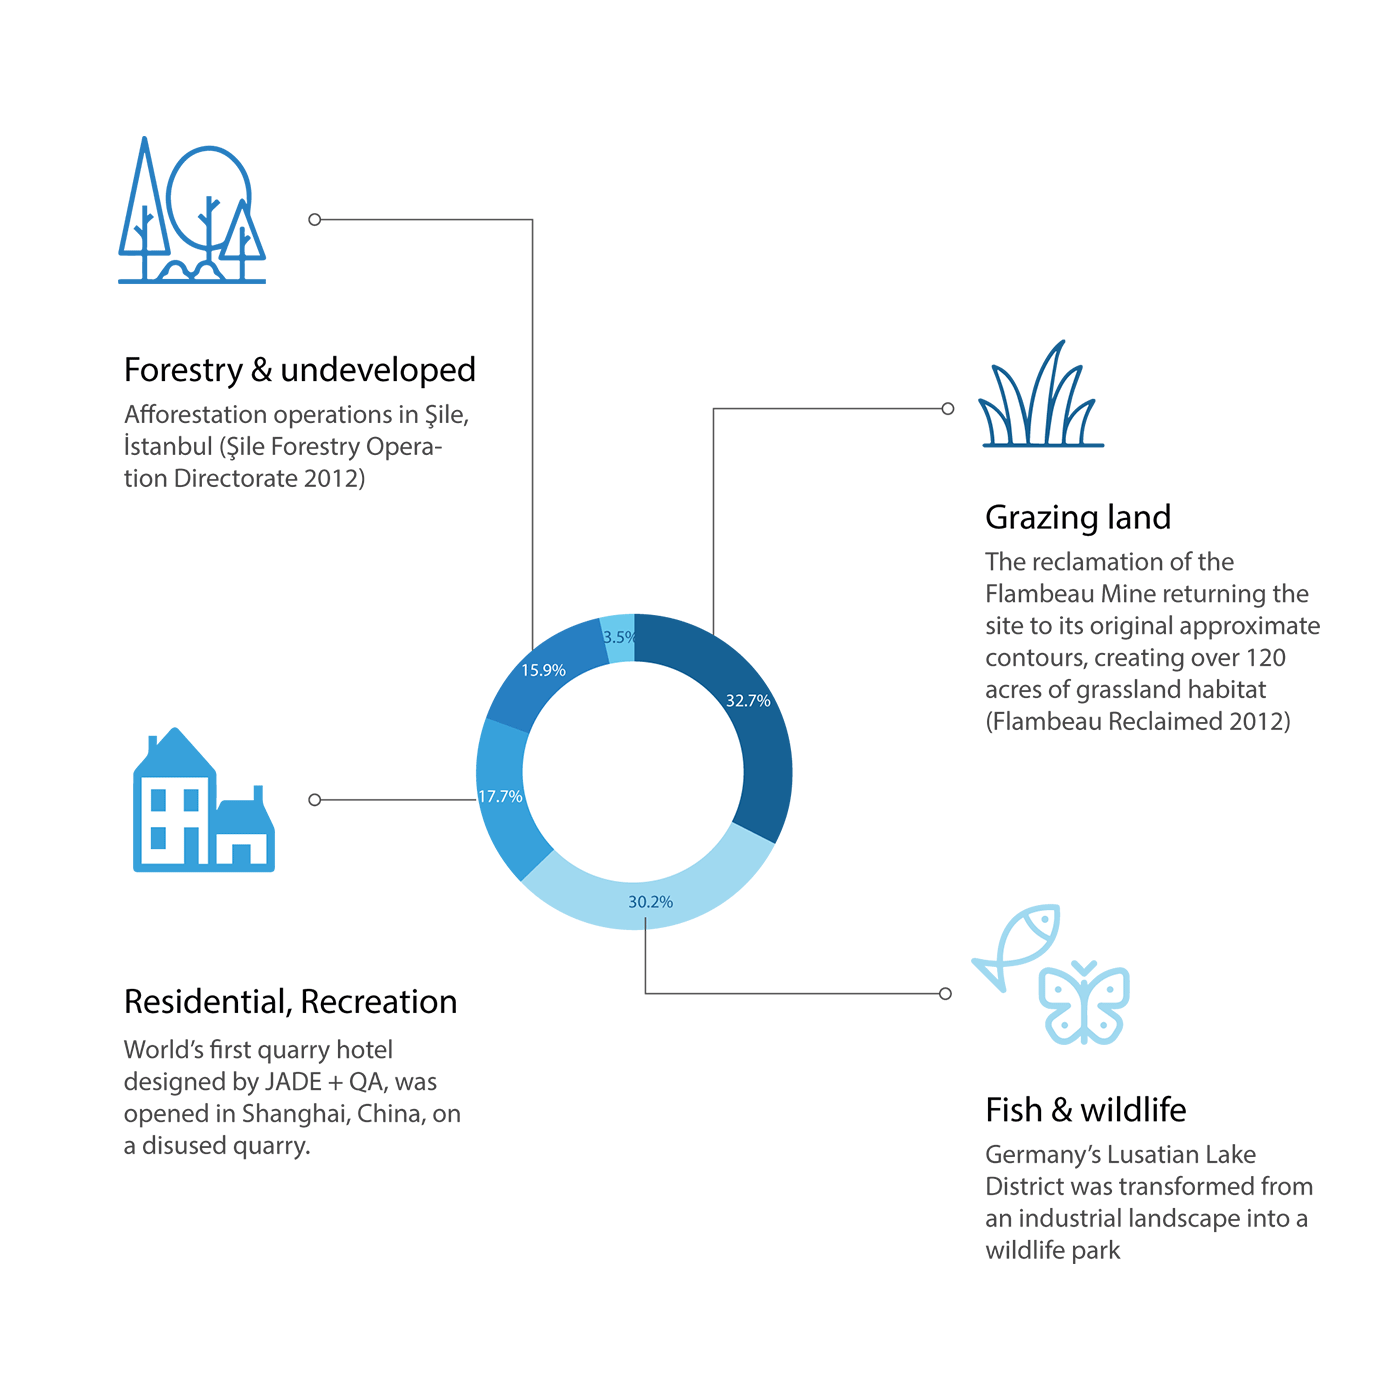 Forestry & undeveloped
Afforestation operations in Şile,
İstanbul (Şile Forestry Opera-
tion Directorate 2012)
Grazing land
The reclamation of the
Flambeau Mine returning the
site to its original approximate
contours, creating over 120
acres of grassland habitat
(Flambeau Reclaimed 2012)
3.5%
15.9%
32.7%
17.7%
30.2%
Residential, Recreation
World’s first quarry hotel
designed by JADE + QA, was
opened in Shanghai, China, on
a disused quarry.
Fish & wildlife
Germany’s Lusatian Lake
District was transformed from
an industrial landscape into a
wildlife park